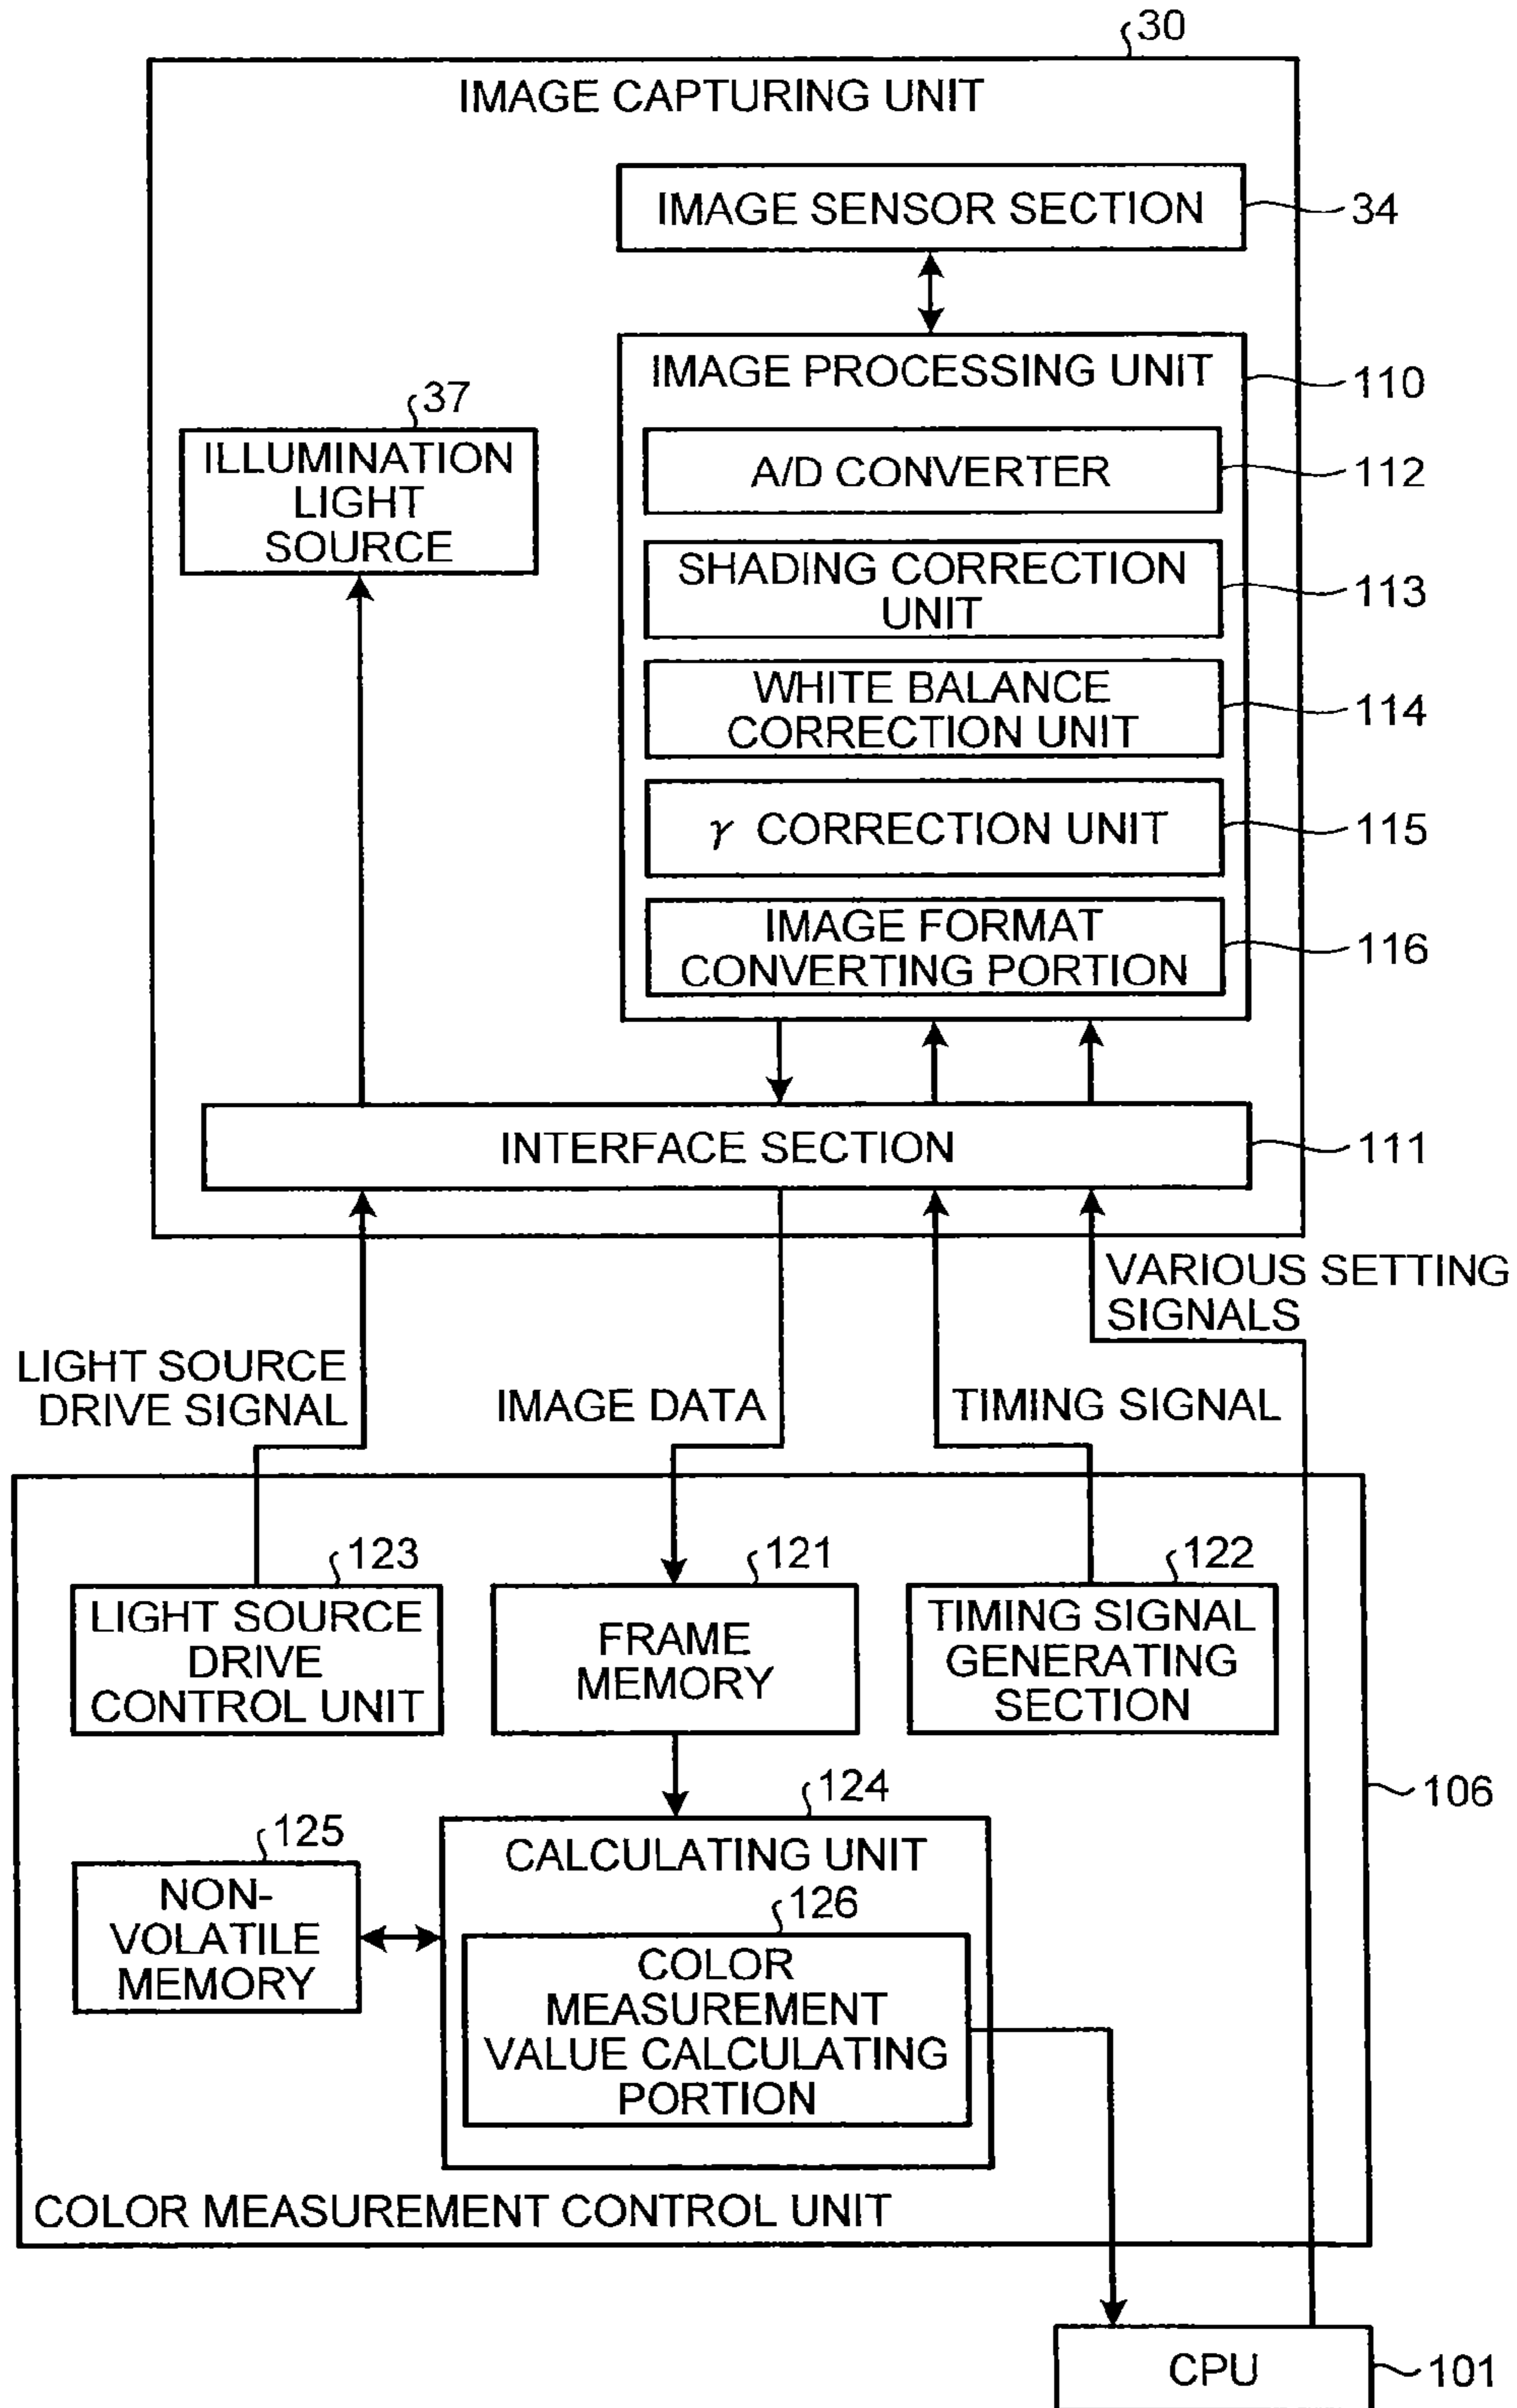 30
IMAGE CAPTURING UNIT
IMAGE SENSOR SECTION
34
IMAGE PROCESSING UNIT
110
37
ILLUMINATION
LIGHT
SOURCE
A/D CONVERTER
112
SHADING CORRECTION
UNIT
113
WHITE BALANCE
CORRECTION UNIT
114
γ CORRECTION UNIT
115
IMAGE FORMAT
CONVERTING PORTION
116
INTERFACE SECTION
111
VARIOUS SETTING
SIGNALS
LIGHT SOURCE
DRIVE SIGNAL
IMAGE DATA
TIMING SIGNAL
123
LIGHT SOURCE
DRIVE
CONTROL UNIT
121
FRAME
MEMORY
122
TIMING SIGNAL
GENERATING
SECTION
106
124
CALCULATING UNIT
125
NON-
VOLATILE
MEMORY
126
COLOR
MEASUREMENT
VALUE CALCULATING
PORTION
COLOR MEASUREMENT CONTROL UNIT
CPU
101